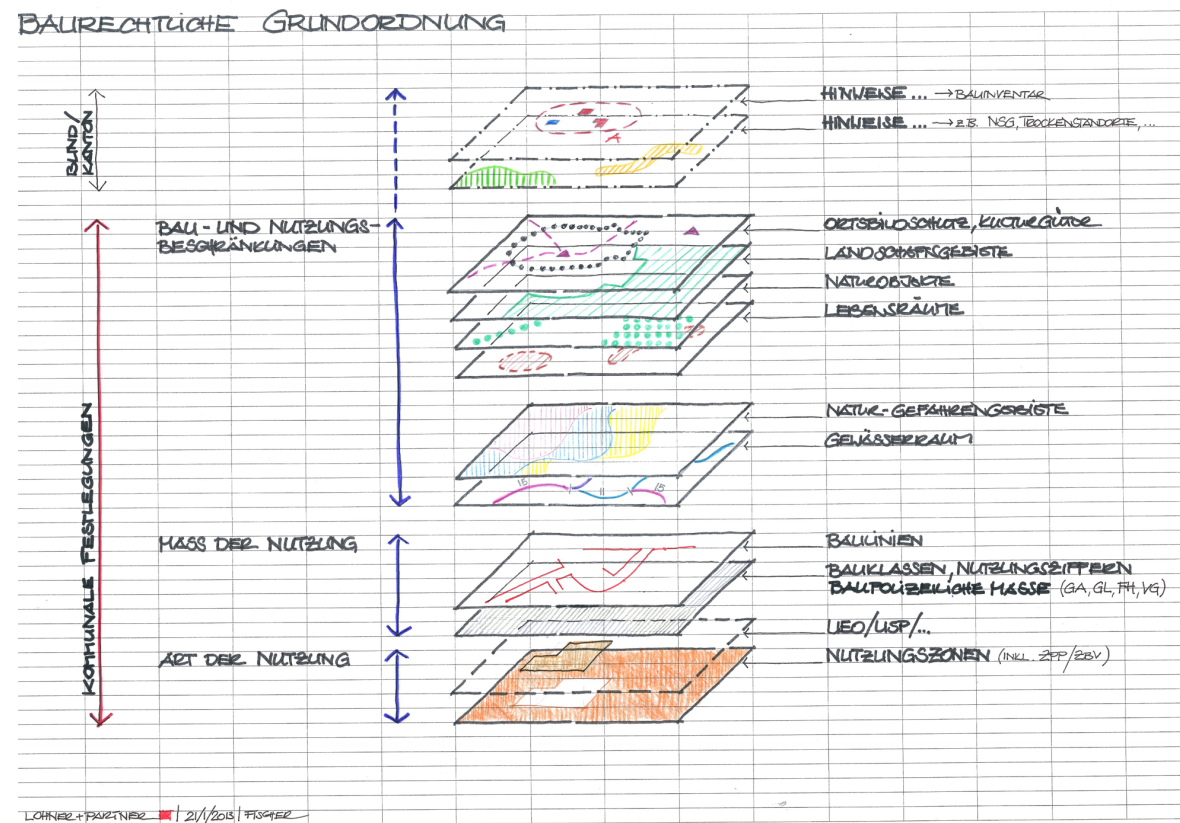 BAURECHTLICHE GRUNDORDNUNG
BUND/
KANTON
HINWEISE ... → BAUINVENTAR
HINWEISE ... → z.B. NSG, TROCKENSTANDORTE, ...
A
BAU- UND NUTZUNGS-
BESCHRÄNKUNGEN
ORTSBILDSCHUTZ, KULTURGÜTER
LANDSCHAFTSGEBIETE
NATUROBJEKTE
LEBENSRÄUME
KOMMUNALE FESTLEGUNGEN
NATUR-GEFAHRENGEBIETE
GEWÄSSERRAUM
15
15
MASS DER NUTZUNG
BAULINIEN
BAUKLASSEN, NUTZUNGSZIFFERN
BAUPOLIZEILICHE MASSE (GA, GL, FH, VG)
UEO/USP/...
ART DER NUTZUNG
NUTZUNGSZONEN (INKL. ZPP/ZBV)
LOHNER+PARTNER | 21/1/2013 | FISCHER